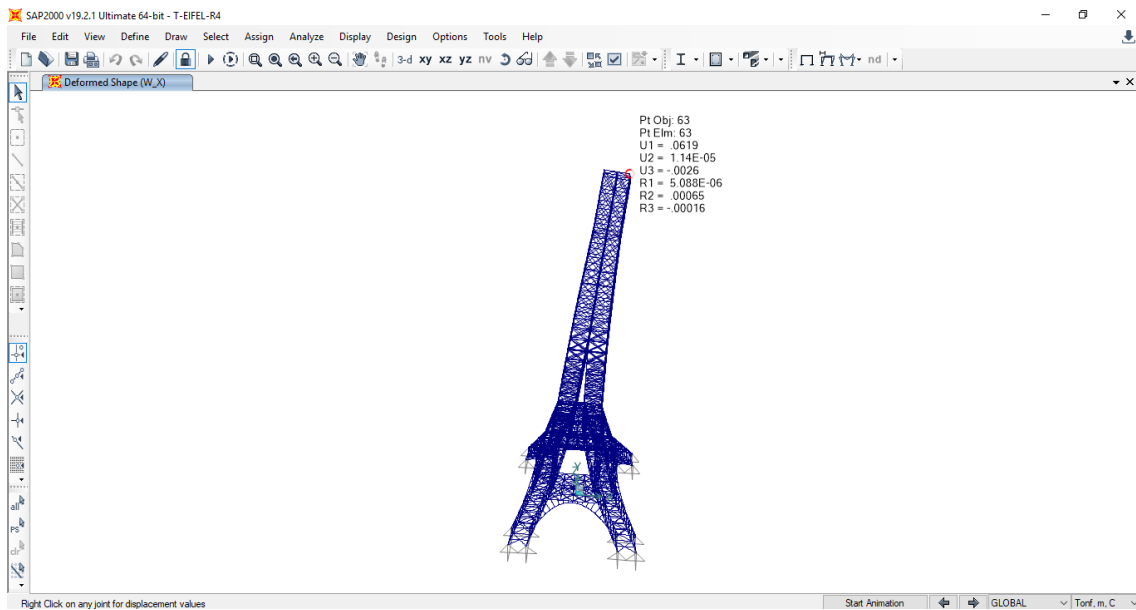 SAP2000 v19.2.1 Ultimate 64-bit - T-EIFEL-R4
File Edit View Define Draw Select Assign Analyze Display Design Options Tools Help
3-d xy xz yz nv nd
Deformed Shape (W_X)
Pt Obj: 63
Pt Elm: 63
U1 = .0619
U2 = 1.14E-05
U3 = -.0026
R1 = 5.088E-06
R2 = .00065
R3 = -.00016
all
PS
clr
Right Click on any joint for displacement values
Start Animation
GLOBAL
Tonf, m, C